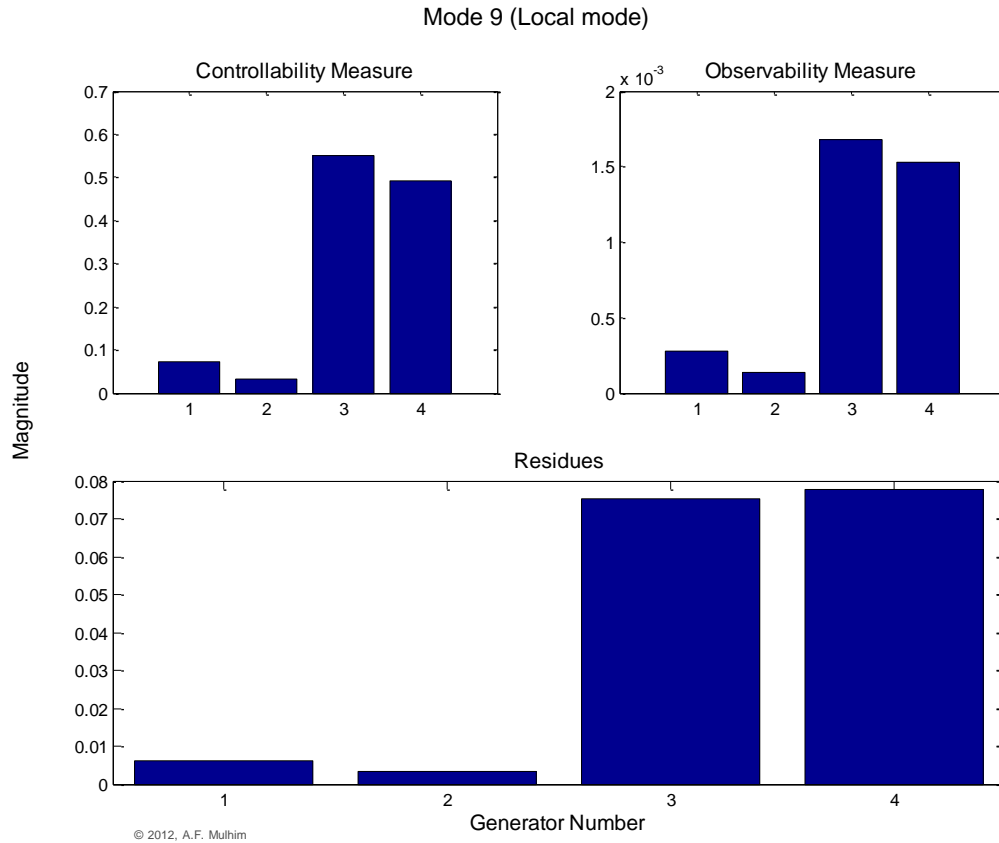 Mode 9 (Local mode)
Controllability Measure
0.7
0.6
0.5
0.4
0.3
0.2
0.1
0
1 2 3 4
Observability Measure
x 10^-3
2
1.5
1
0.5
0
1 2 3 4
Magnitude
Residues
0.08
0.07
0.06
0.05
0.04
0.03
0.02
0.01
0
1 2 3 4
Generator Number
© 2012, A.F. Mulhim